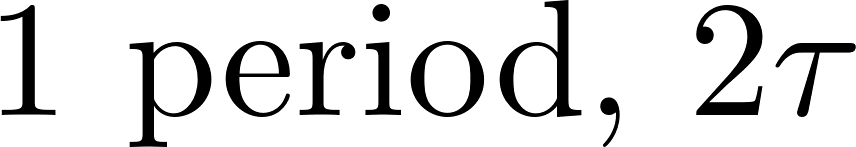 1 period, 2τ